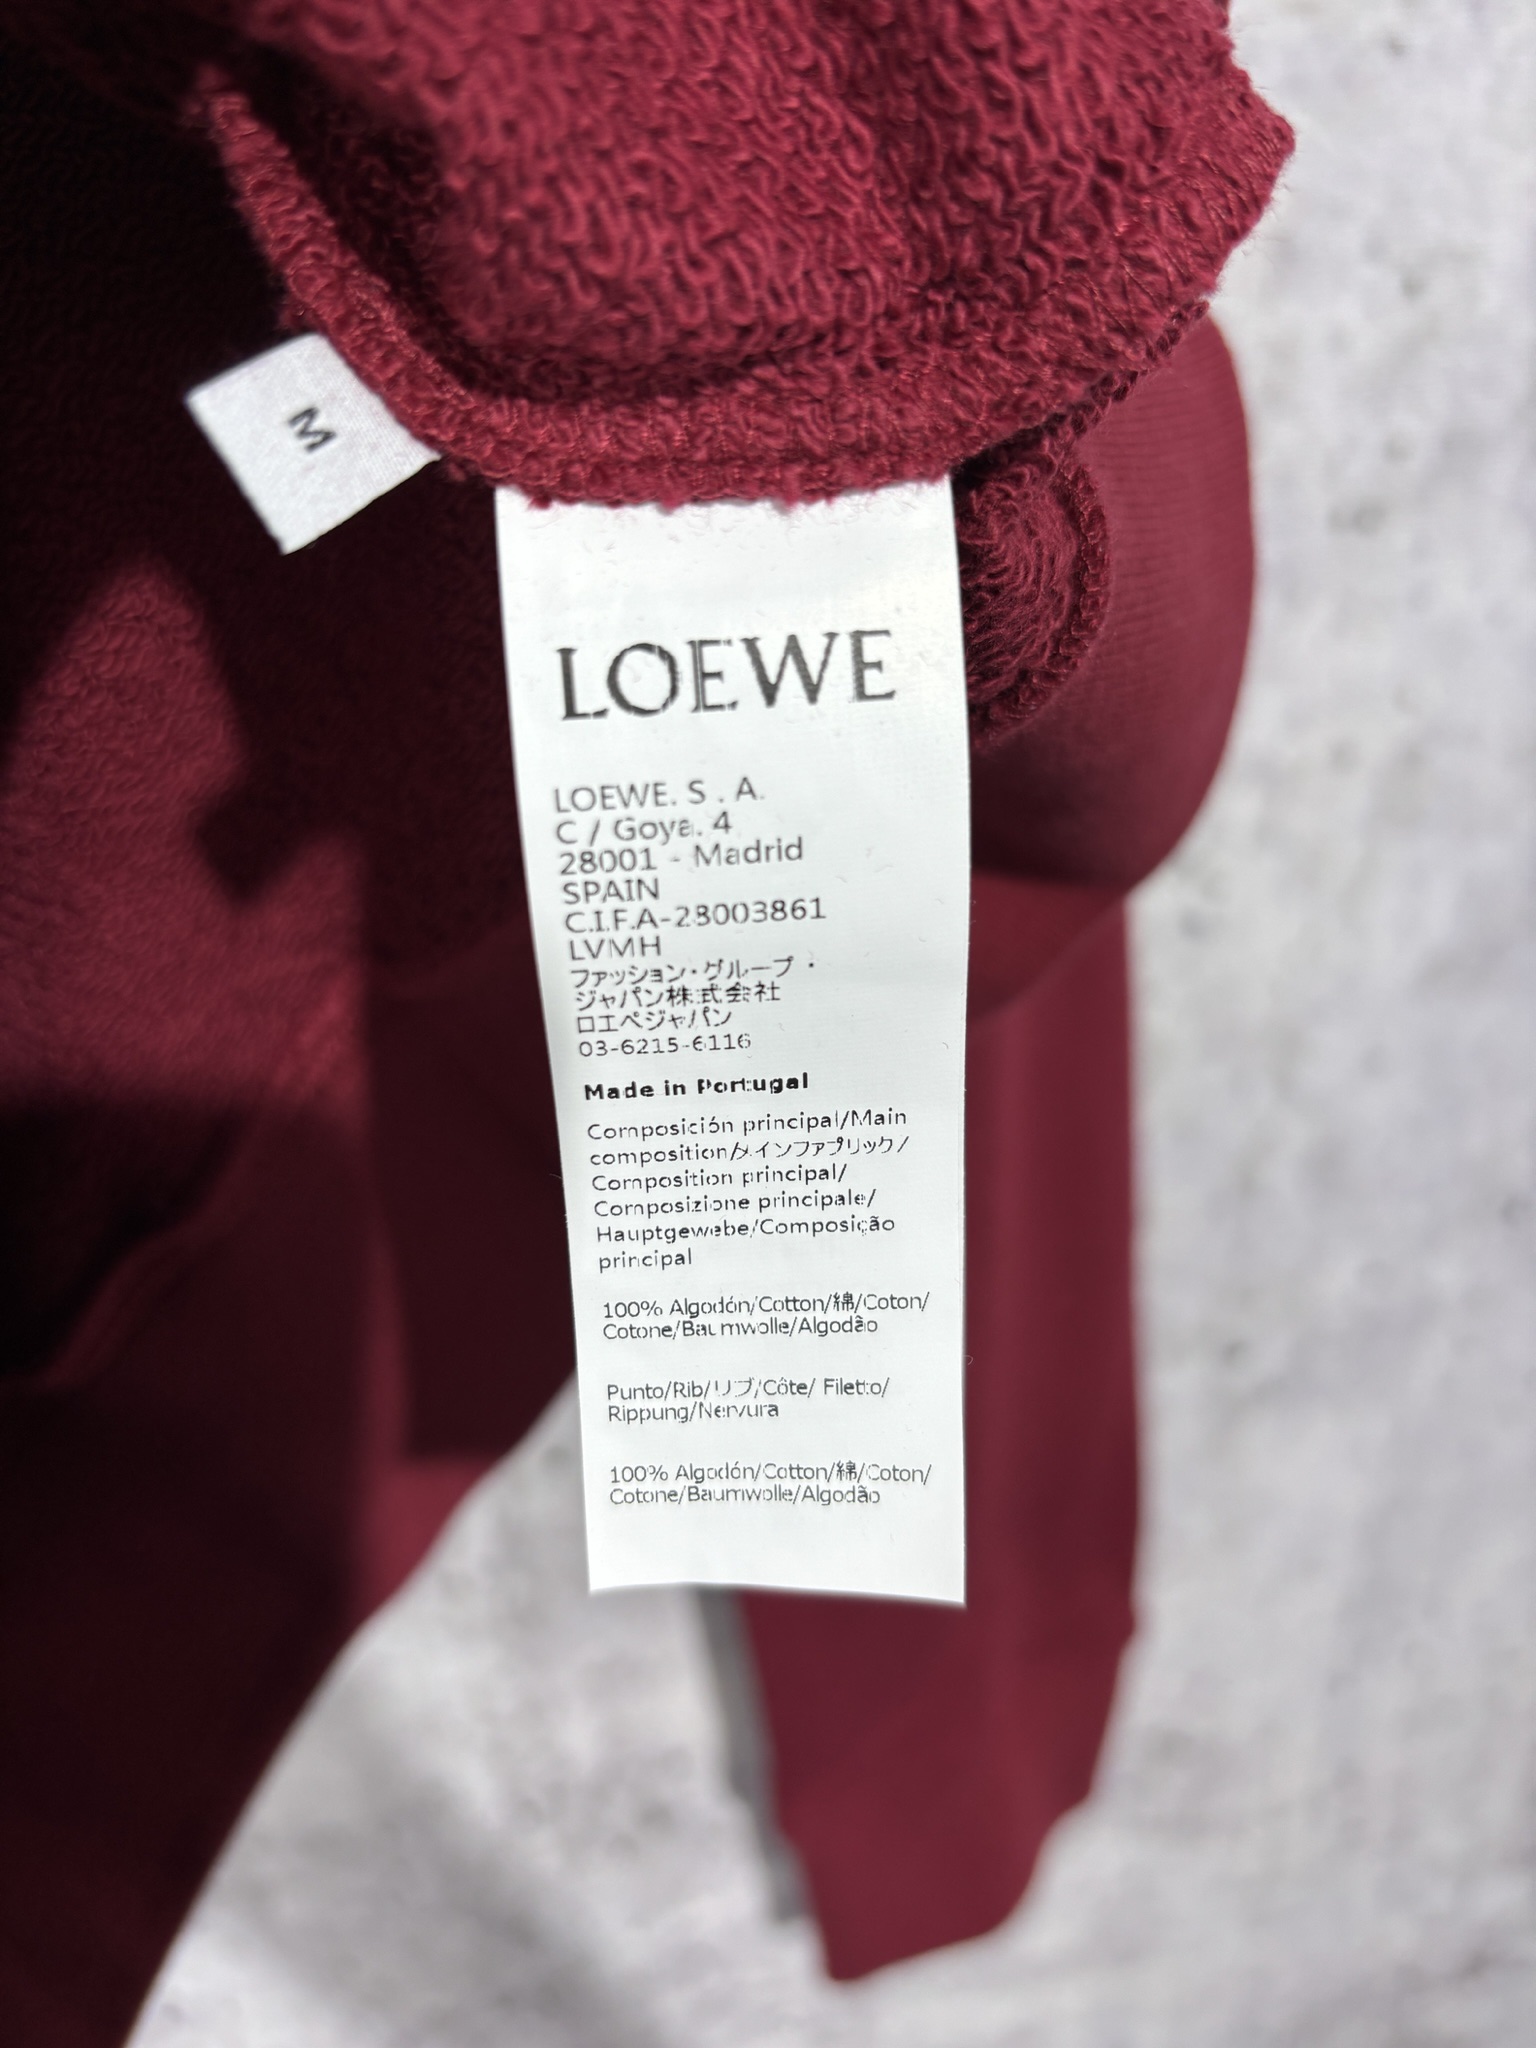 M
LOEWE
LOEWE. S . A.
C / Goya. 4
28001 - Madrid
SPAIN
C.I.F.A-28003861
LVMH
ファッション・グループ・
ジャパン株式会社
ロエベジャパン
03-6215-6116
Made in Portugal
Composición principal/Main
composition/メインファブリック/
Composition principal/
Composizione principale/
Hauptgewebe/Composição
principal
100% Algodón/Cotton/綿/Coton/
Cotone/Baumwolle/Algodão
Punto/Rib/リブ/Côte/ Filetto/
Rippung/Nervura
100% Algodón/Cotton/綿/Coton/
Cotone/Baumwolle/Algodão